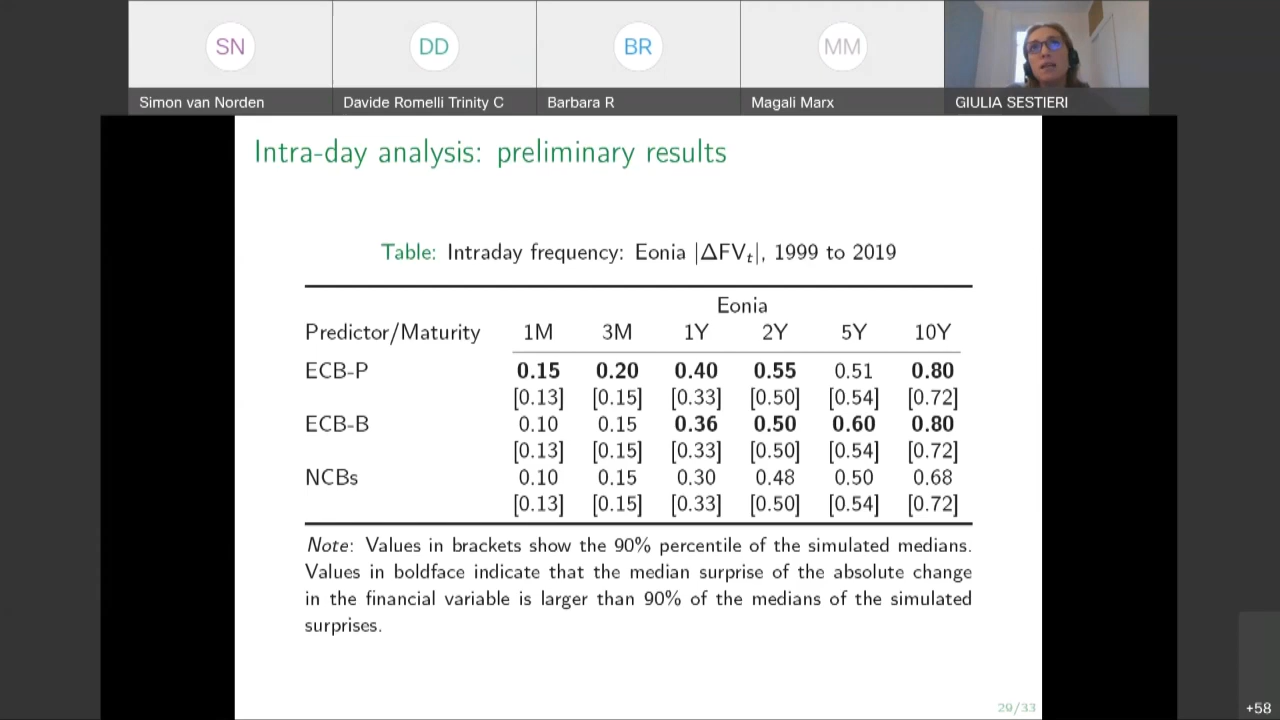 SN
DD
BR
MM
Simon van Norden
Davide Romelli Trinity C
Barbara R
Magali Marx
GIULIA SESTIERI
Intra-day analysis: preliminary results
Table: Intraday frequency: Eonia |ΔFVₜ|, 1999 to 2019
Eonia
Predictor/Maturity 1M 3M 1Y 2Y 5Y 10Y
ECB-P 0.15 0.20 0.40 0.55 0.51 0.80
[0.13] [0.15] [0.33] [0.50] [0.54] [0.72]
ECB-B 0.10 0.15 0.36 0.50 0.60 0.80
[0.13] [0.15] [0.33] [0.50] [0.54] [0.72]
NCBs 0.10 0.15 0.30 0.48 0.50 0.68
[0.13] [0.15] [0.33] [0.50] [0.54] [0.72]
Note: Values in brackets show the 90% percentile of the simulated medians.
Values in boldface indicate that the median surprise of the absolute change
in the financial variable is larger than 90% of the medians of the simulated
surprises.
29/33
+58